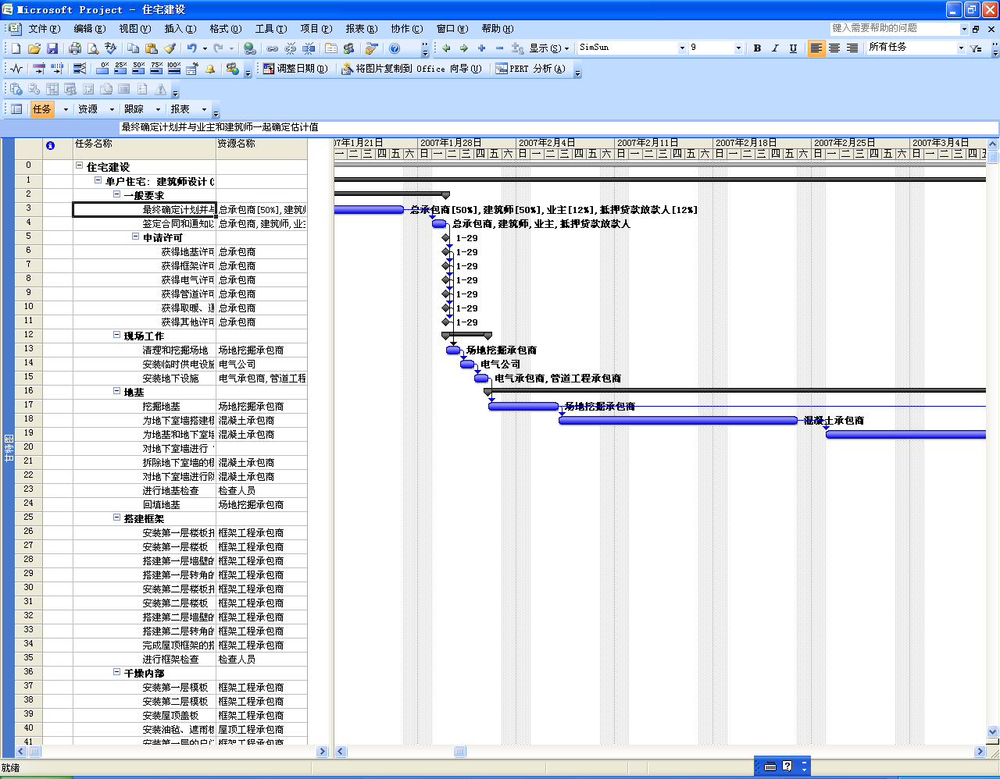 Microsoft Project - 住宅建设
文件(F) 编辑(E) 视图(V) 插入(I) 格式(O) 工具(T) 项目(P) 报表(R) 协作(C) 窗口(W) 帮助(H) 键入需要帮助的问题
显示(S) SimSun 9 B I U 所有任务
0% 25% 50% 75% 100% 调整日期(D) 将图片复制到 Office 向导(U) PERT 分析(A)
任务 资源 跟踪 报表
最终确定计划并与业主和建筑师一起确定估计值
任务名称 资源名称 07年1月21日 2007年1月28日 2007年2月4日 2007年2月11日 2007年2月18日 2007年2月25日 2007年3月4日
一 二 三 四 五 六 日 一 二 三 四 五 六 日 一 二 三 四 五 六 日 一 二 三 四 五 六 日 一 二 三 四 五 六 日 一 二 三 四 五 六 日 一 二 三 四 五
0 住宅建设
1 单户住宅: 建筑师设计(
2 一般要求
3 最终确定计划并与 总承包商[50%],建筑 总承包商[50%],建筑师[50%],业主[12%],抵押贷款放款人[12%]
4 签定合同和通知以 总承包商,建筑师,业 总承包商,建筑师,业主,抵押贷款放款人
5 申请许可 1-29
6 获得地基许可 总承包商 1-29
7 获得框架许可 总承包商 1-29
8 获得电气许可 总承包商 1-29
9 获得管道许可 总承包商 1-29
10 获得取暖、通 总承包商 1-29
11 获得其他许可 总承包商 1-29
12 现场工作
13 清理和挖掘场地 场地挖掘承包商 场地挖掘承包商
14 安装临时供电设施 电气公司 电气公司
15 安装地下设施 电气承包商,管道工程 电气承包商,管道工程承包商
16 地基
17 挖掘地基 场地挖掘承包商 场地挖掘承包商
18 为地下室墙搭建模 混凝土承包商 混凝土承包商
19 为地基和地下室墙 混凝土承包商
20 对地下室墙进行
21 拆除地下室墙的模 混凝土承包商
22 对地下室墙进行防 混凝土承包商
23 进行地基检查 检查人员
24 回填地基 场地挖掘承包商
25 搭建框架
26 安装第一层楼板托 框架工程承包商
27 安装第一层楼板 框架工程承包商
28 搭建第一层墙壁的 框架工程承包商
29 搭建第一层转角的 框架工程承包商
30 安装第二层楼板托 框架工程承包商
31 安装第二层楼板 框架工程承包商
32 搭建第二层墙壁的 框架工程承包商
33 搭建第二层转角的 框架工程承包商
34 完成屋顶框架的搭 框架工程承包商
35 进行框架检查 检查人员
36 干燥内部
37 安装第一层模板 框架工程承包商
38 安装第二层模板 框架工程承包商
39 安装屋顶盖板 框架工程承包商
40 安装油毡、遮雨板 屋顶工程承包商
41 安装第一层的户门 框架工程承包商
甘特图
就绪